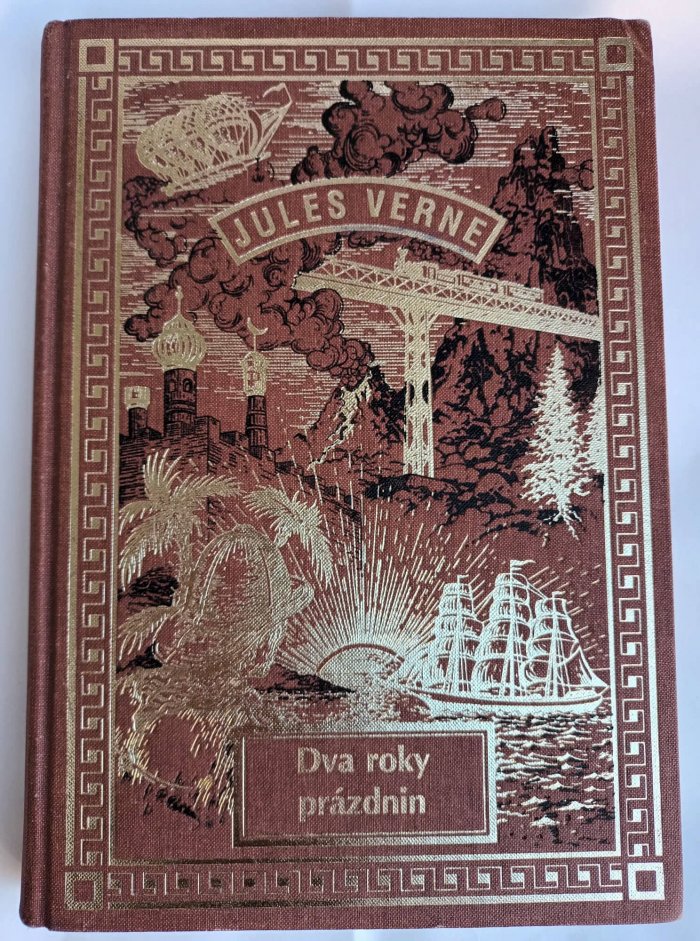 JULES VERNE
Dva roky
prázdnin